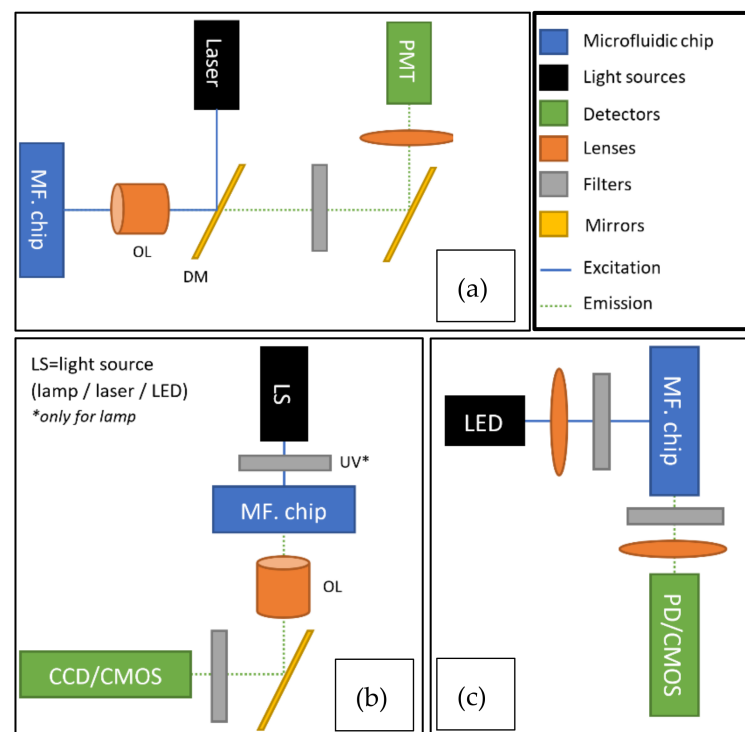 Laser
PMT
MF. chip
OL
DM
(a)
Microfluidic chip
Light sources
Detectors
Lenses
Filters
Mirrors
Excitation
Emission
LS=light source
(lamp / laser / LED)
*only for lamp
LS
UV*
MF. chip
OL
CCD/CMOS
(b)
LED
MF. chip
PD/CMOS
(c)